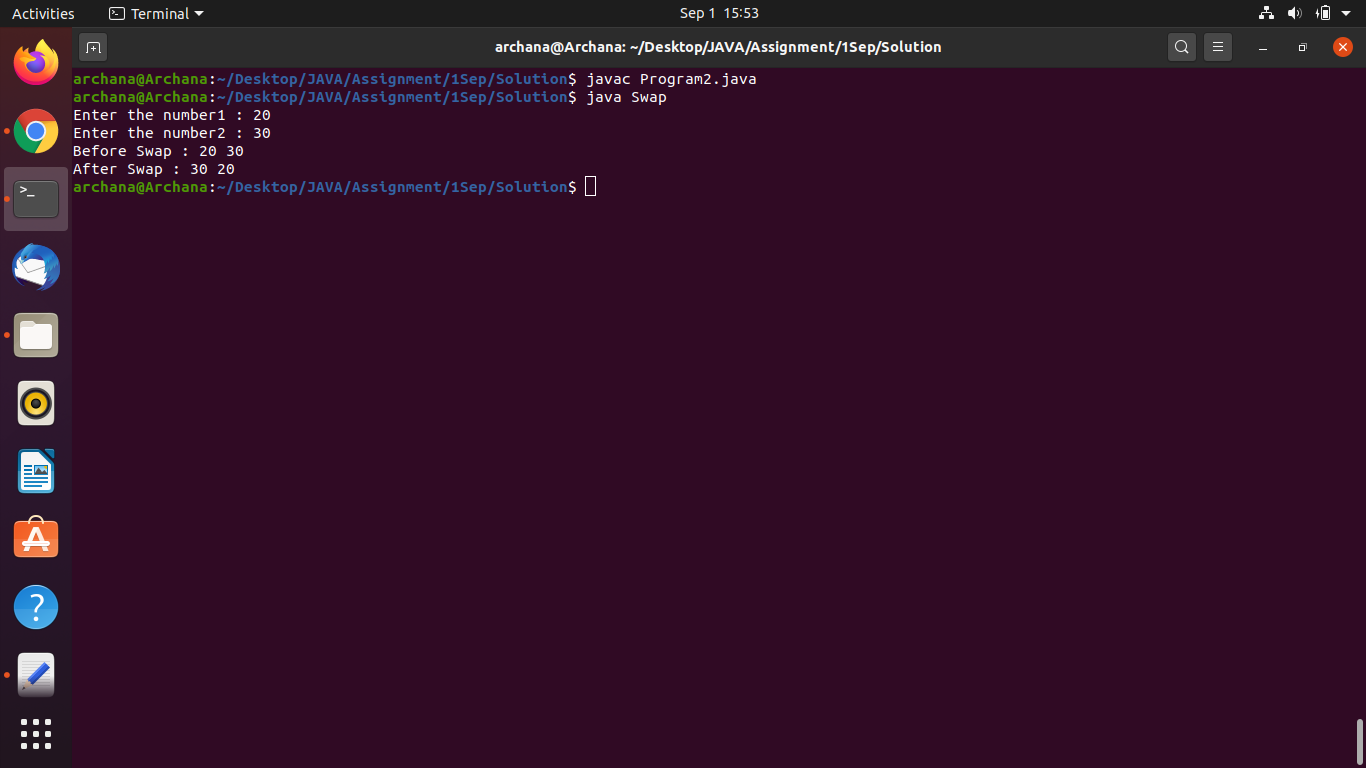 Activities Terminal Sep 1 15:53
archana@Archana: ~/Desktop/JAVA/Assignment/1Sep/Solution
archana@Archana:~/Desktop/JAVA/Assignment/1Sep/Solution$ javac Program2.java
archana@Archana:~/Desktop/JAVA/Assignment/1Sep/Solution$ java Swap
Enter the number1 : 20
Enter the number2 : 30
Before Swap : 20 30
After Swap : 30 20
archana@Archana:~/Desktop/JAVA/Assignment/1Sep/Solution$